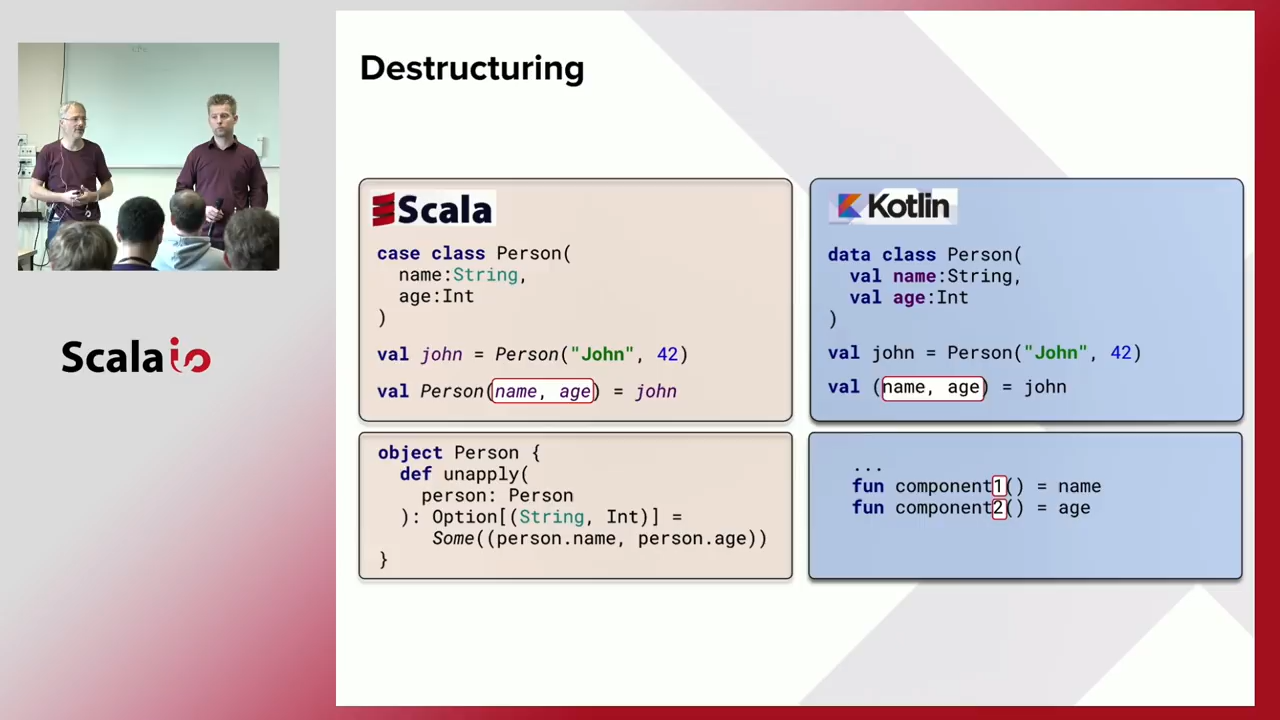 Destructuring
Scala
case class Person(
name:String,
age:Int
)
val john = Person("John", 42)
val Person(name, age) = john
Kotlin
data class Person(
val name:String,
val age:Int
)
val john = Person("John", 42)
val (name, age) = john
object Person {
def unapply(
person: Person
): Option[(String, Int)] =
Some((person.name, person.age))
}
...
fun component1() = name
fun component2() = age
Scala io